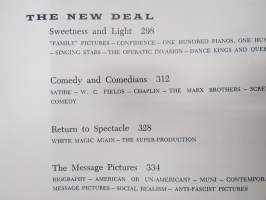 THE NEW DEAL
Sweetness and Light 298
"FAMILY" PICTURES – CONFIDENCE – ONE HUNDRED PIANOS, ONE HUN
– SINGING STARS – THE OPERATIC INVASION – DANCE KINGS AND QUEE
Comedy and Comedians 312
SATIRE – W. C. FIELDS – CHAPLIN – THE MARX BROTHERS – SCREW
COMEDY
Return to Spectacle 328
WHITE MAGIC AGAIN – THE SUPER-PRODUCTION
The Message Pictures 334
BIOGRAPHY – AMERICAN OR UN-AMERICAN? – MUNI – CONTEMPORA
MESSAGE PICTURES – SOCIAL REALISM – ANTI-FASCIST PICTURES